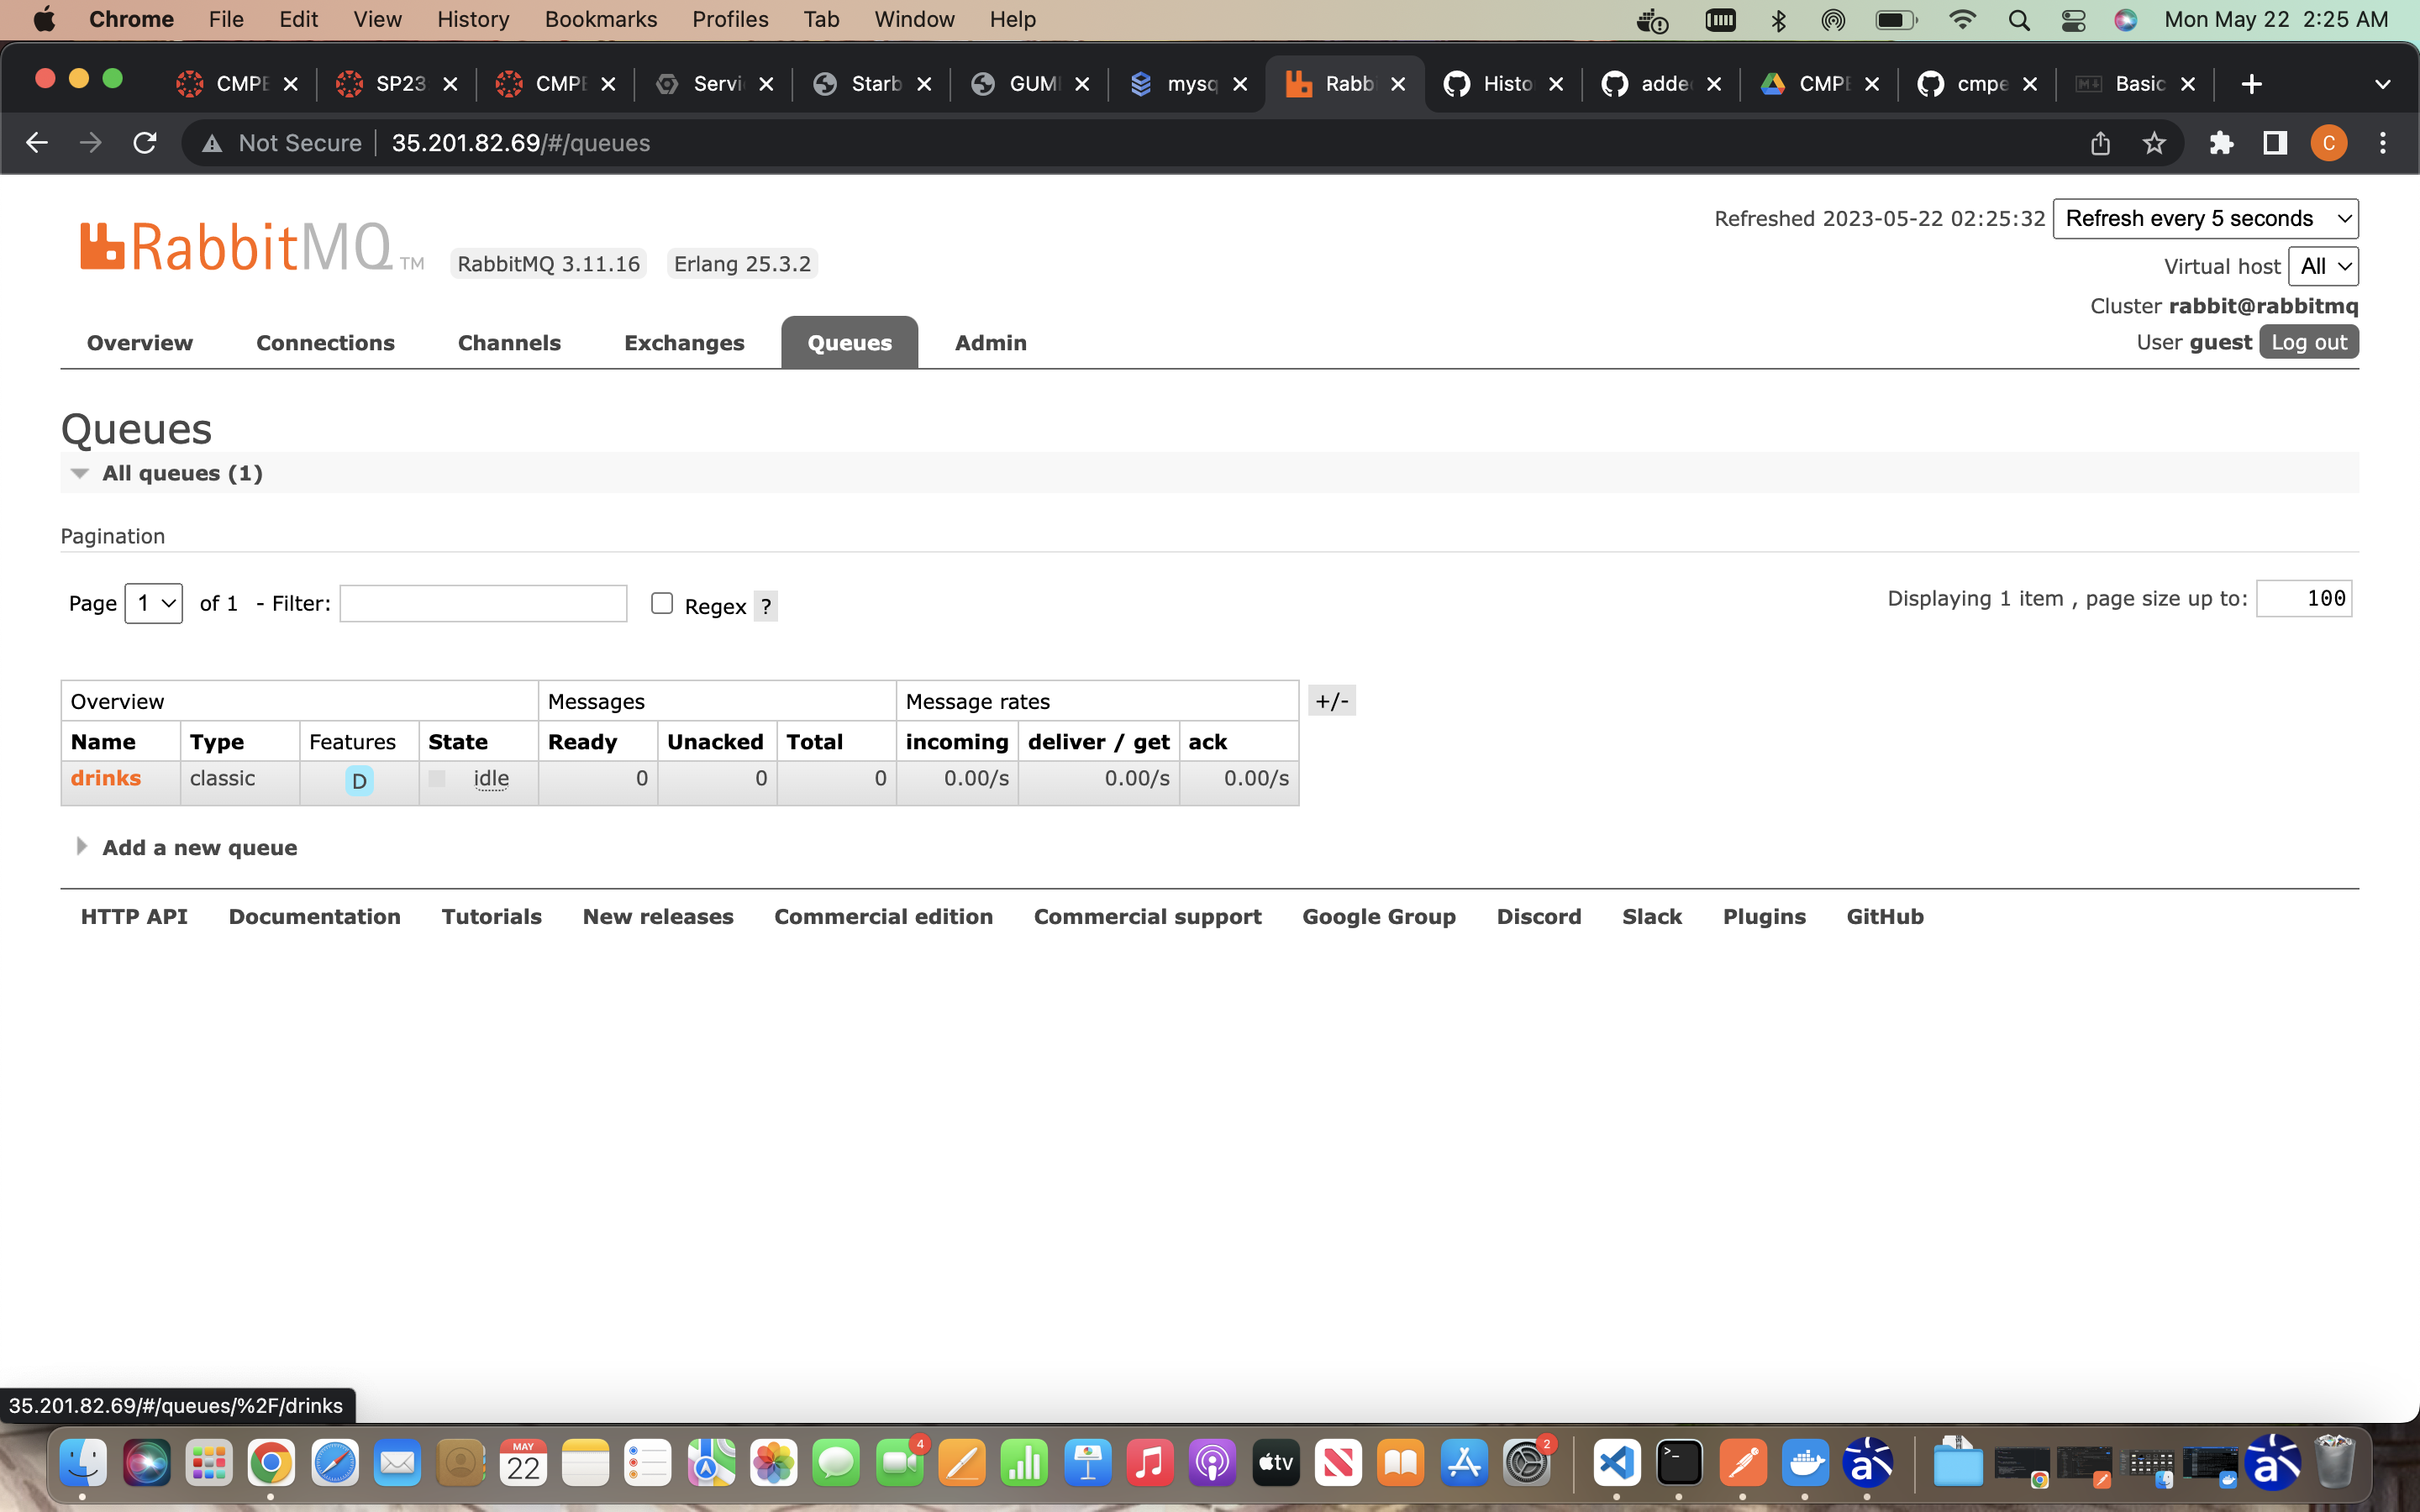 Chrome File Edit View History Bookmarks Profiles Tab Window Help Mon May 22 2:25 AM
CMPE SP23 CMPE Servi Starb GUMI mysq Rabbi Histo added CMPE cmpe Basic
Not Secure 35.201.82.69/#/queues C
Refreshed 2023-05-22 02:25:32 Refresh every 5 seconds
RabbitMQ TM RabbitMQ 3.11.16 Erlang 25.3.2
Virtual host All
Cluster rabbit@rabbitmq
Overview Connections Channels Exchanges Queues Admin
User guest Log out
Queues
All queues (1)
Pagination
Page 1 of 1 - Filter: Regex ?
Displaying 1 item , page size up to: 100
Overview Messages Message rates +/-
Name Type Features State Ready Unacked Total incoming deliver / get ack
drinks classic D idle 0 0 0 0.00/s 0.00/s 0.00/s
Add a new queue
HTTP API Documentation Tutorials New releases Commercial edition Commercial support Google Group Discord Slack Plugins GitHub
35.201.82.69/#/queues/%2F/drinks
MAY
22
4
tv
2